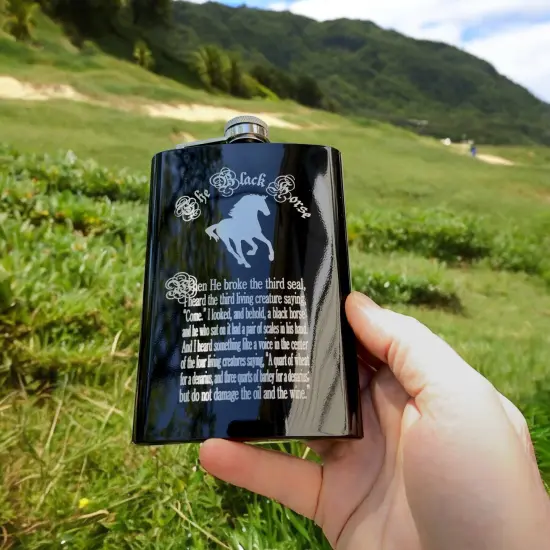 The Black Horse
When He broke the third seal,
I heard the third living creature saying,
"Come." I looked, and behold, a black horse
and he who sat on it had a pair of scales in his hand.
And I heard something like a voice in the center
of the four living creatures saying, "A quart of wheat
for a denarius, and three quarts of barley for a denarius,"
but do not damage the oil and the wine."